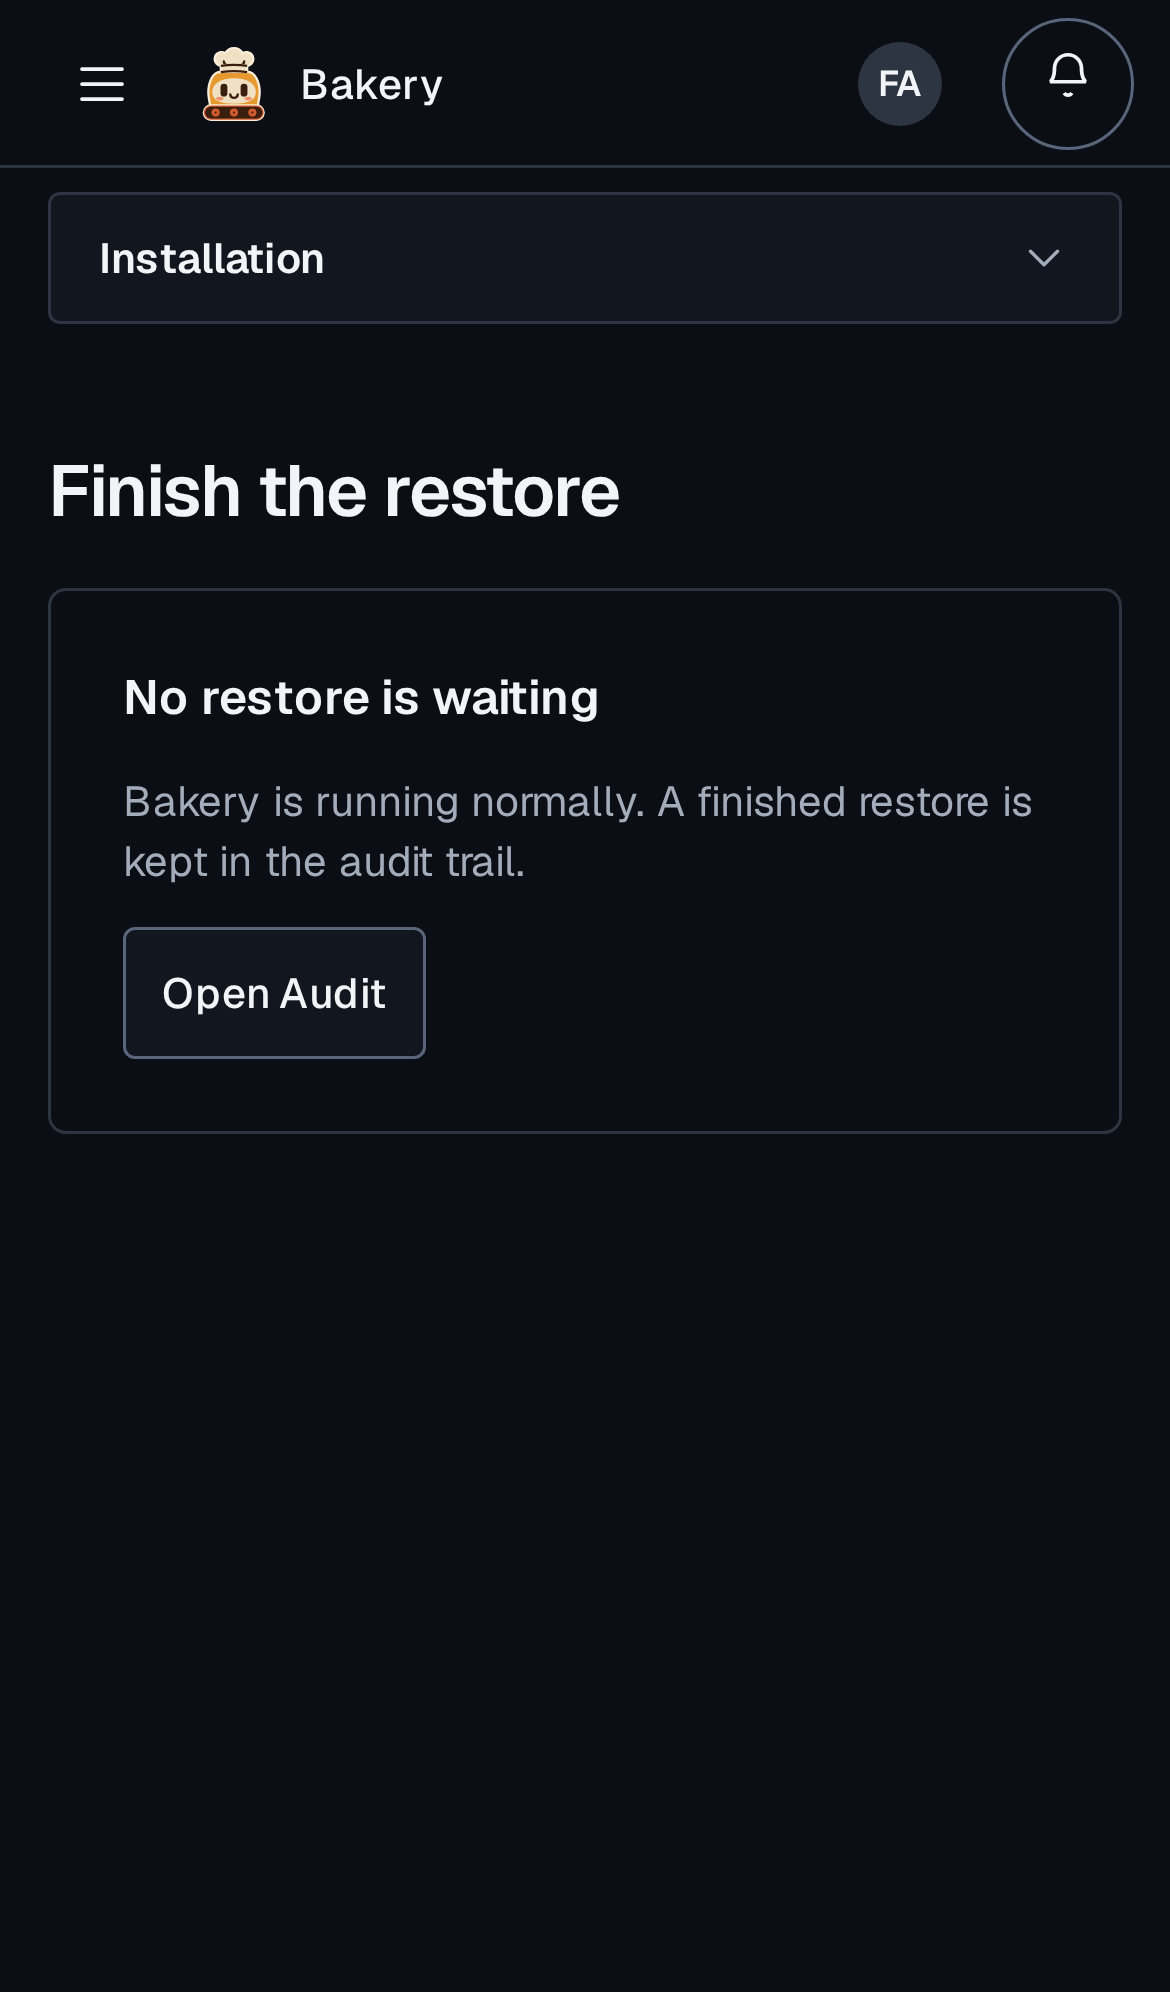 Bakery
FA
Installation
Finish the restore
No restore is waiting
Bakery is running normally. A finished restore is
kept in the audit trail.
Open Audit